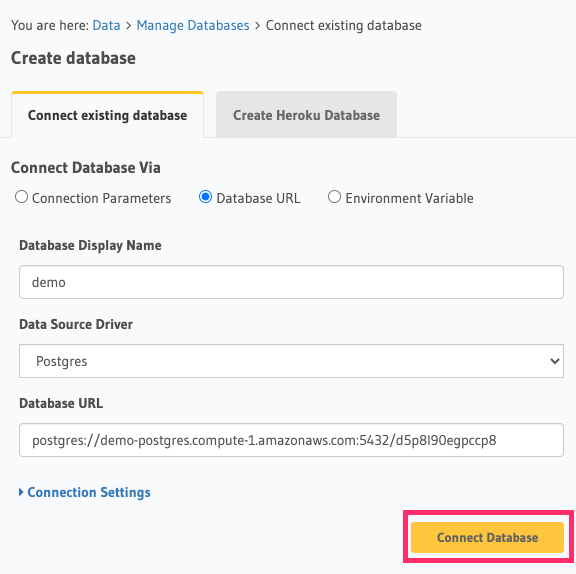 You are here: Data > Manage Databases > Connect existing database
Create database
Connect existing database Create Heroku Database
Connect Database Via
Connection Parameters Database URL Environment Variable
Database Display Name
demo
Data Source Driver
Postgres
Database URL
postgres://demo-postgres.compute-1.amazonaws.com:5432/d5p8l90egpccp8
Connection Settings
Connect Database